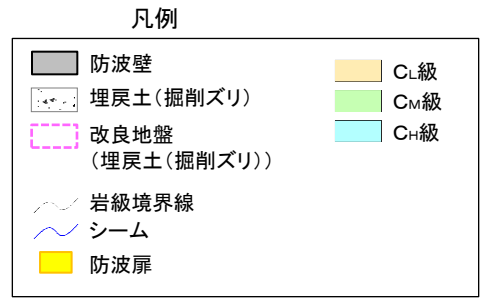 凡例
防波壁
埋戻土(掘削ズリ)
改良地盤
(埋戻土(掘削ズリ))
岩級境界線
シーム
防波扉
CL級
CM級
CH級